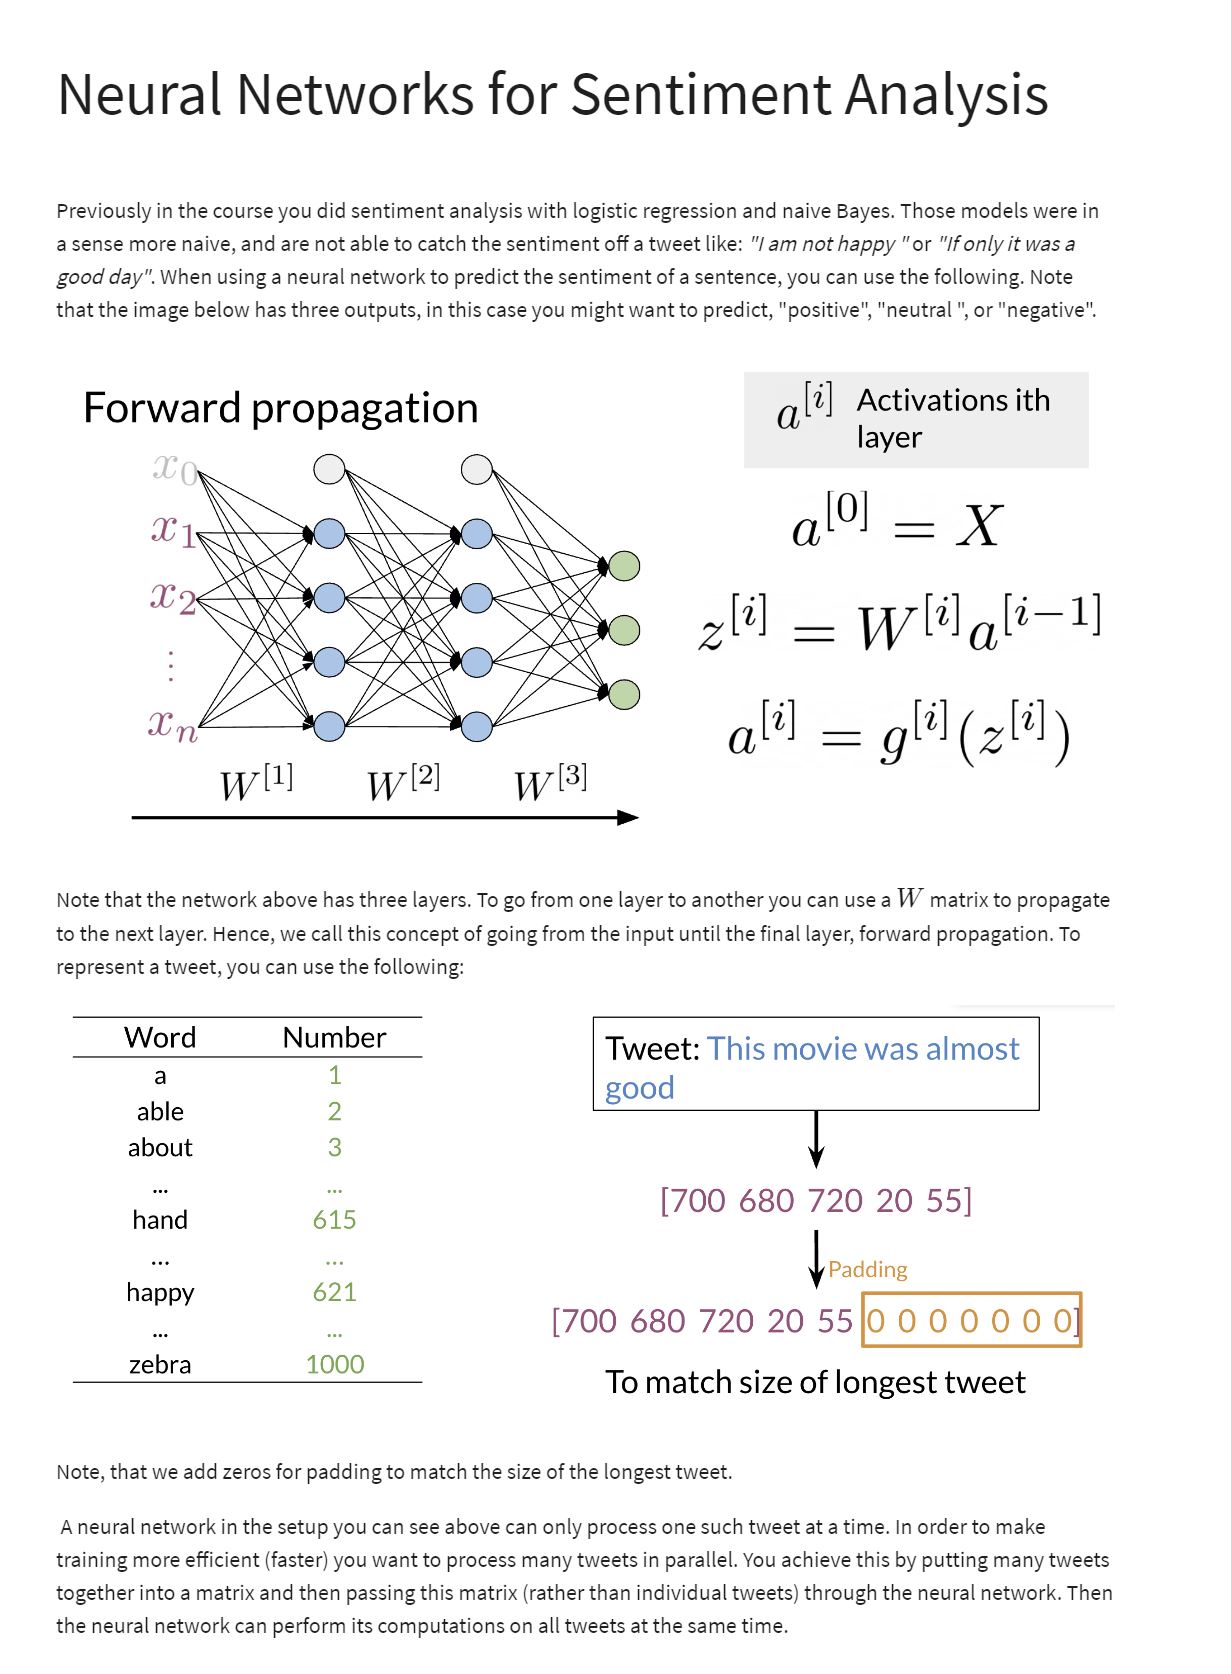 Neural Networks for Sentiment Analysis
Previously in the course you did sentiment analysis with logistic regression and naive Bayes. Those models were in
a sense more naive, and are not able to catch the sentiment off a tweet like: "I am not happy " or "If only it was a
good day". When using a neural network to predict the sentiment of a sentence, you can use the following. Note
that the image below has three outputs, in this case you might want to predict, "positive", "neutral ", or "negative".
Forward propagation
x_0
x_1
x_2
⋮
x_n
W^{[1]} W^{[2]} W^{[3]}
a^{[i]} Activations ith
layer
a^{[0]} = X
z^{[i]} = W^{[i]} a^{[i-1]}
a^{[i]} = g^{[i]}(z^{[i]})
Note that the network above has three layers. To go from one layer to another you can use a W matrix to propagate
to the next layer. Hence, we call this concept of going from the input until the final layer, forward propagation. To
represent a tweet, you can use the following:
Word Number
a 1
able 2
about 3
... ...
hand 615
... ...
happy 621
... ...
zebra 1000
Tweet: This movie was almost
good
[700 680 720 20 55]
Padding
[700 680 720 20 55 0 0 0 0 0 0 0]
To match size of longest tweet
Note, that we add zeros for padding to match the size of the longest tweet.
A neural network in the setup you can see above can only process one such tweet at a time. In order to make
training more efficient (faster) you want to process many tweets in parallel. You achieve this by putting many tweets
together into a matrix and then passing this matrix (rather than individual tweets) through the neural network. Then
the neural network can perform its computations on all tweets at the same time.